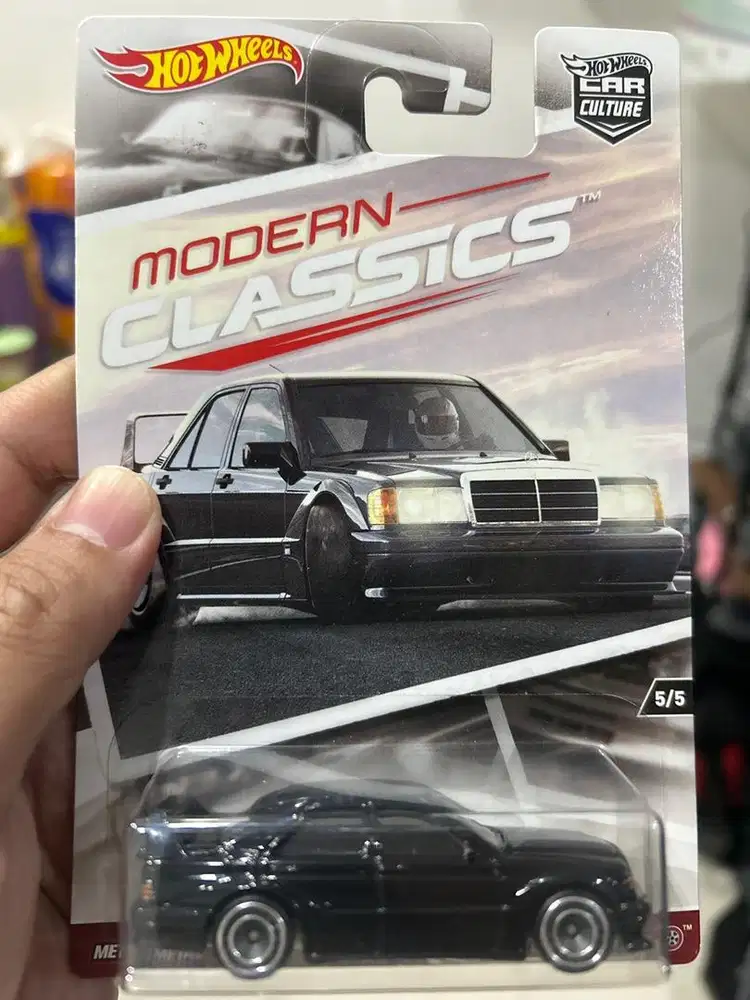 HOT WHEELS
HOT WHEELS
CAR
CULTURE
MODERN
CLASSICS™
5/5